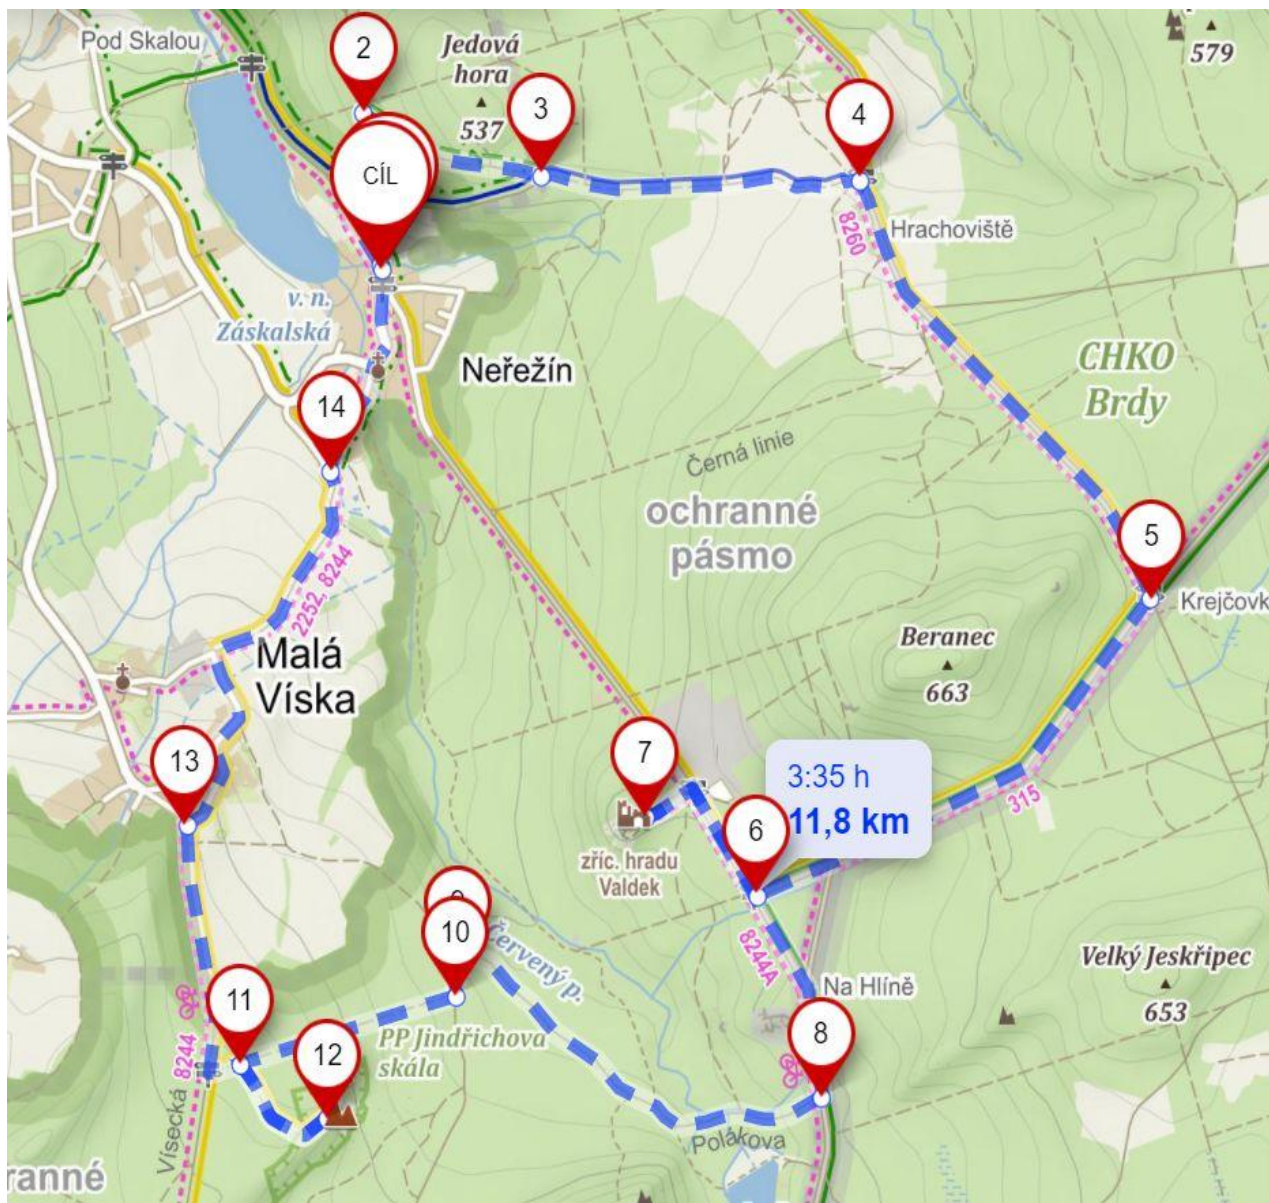 Pod Skalou
2
Jedová
hora
537
3
4
579
CÍL
8260
Hrachoviště
v. n.
Záskalská
Neřežín
CHKO
Brdy
14
Černá linie
ochranné
pásmo
5
Krejčovk
2252, 8244
Beranec
663
Malá
Víska
13
7
3:35 h
11,8 km
315
6
zříc. hradu
Valdek
10
Červený p.
8244A
Velký Jeskřipec
653
Na Hlíně
11
8
12
PP Jindřichova
skála
8244
Vísecká
Polákova
ranné